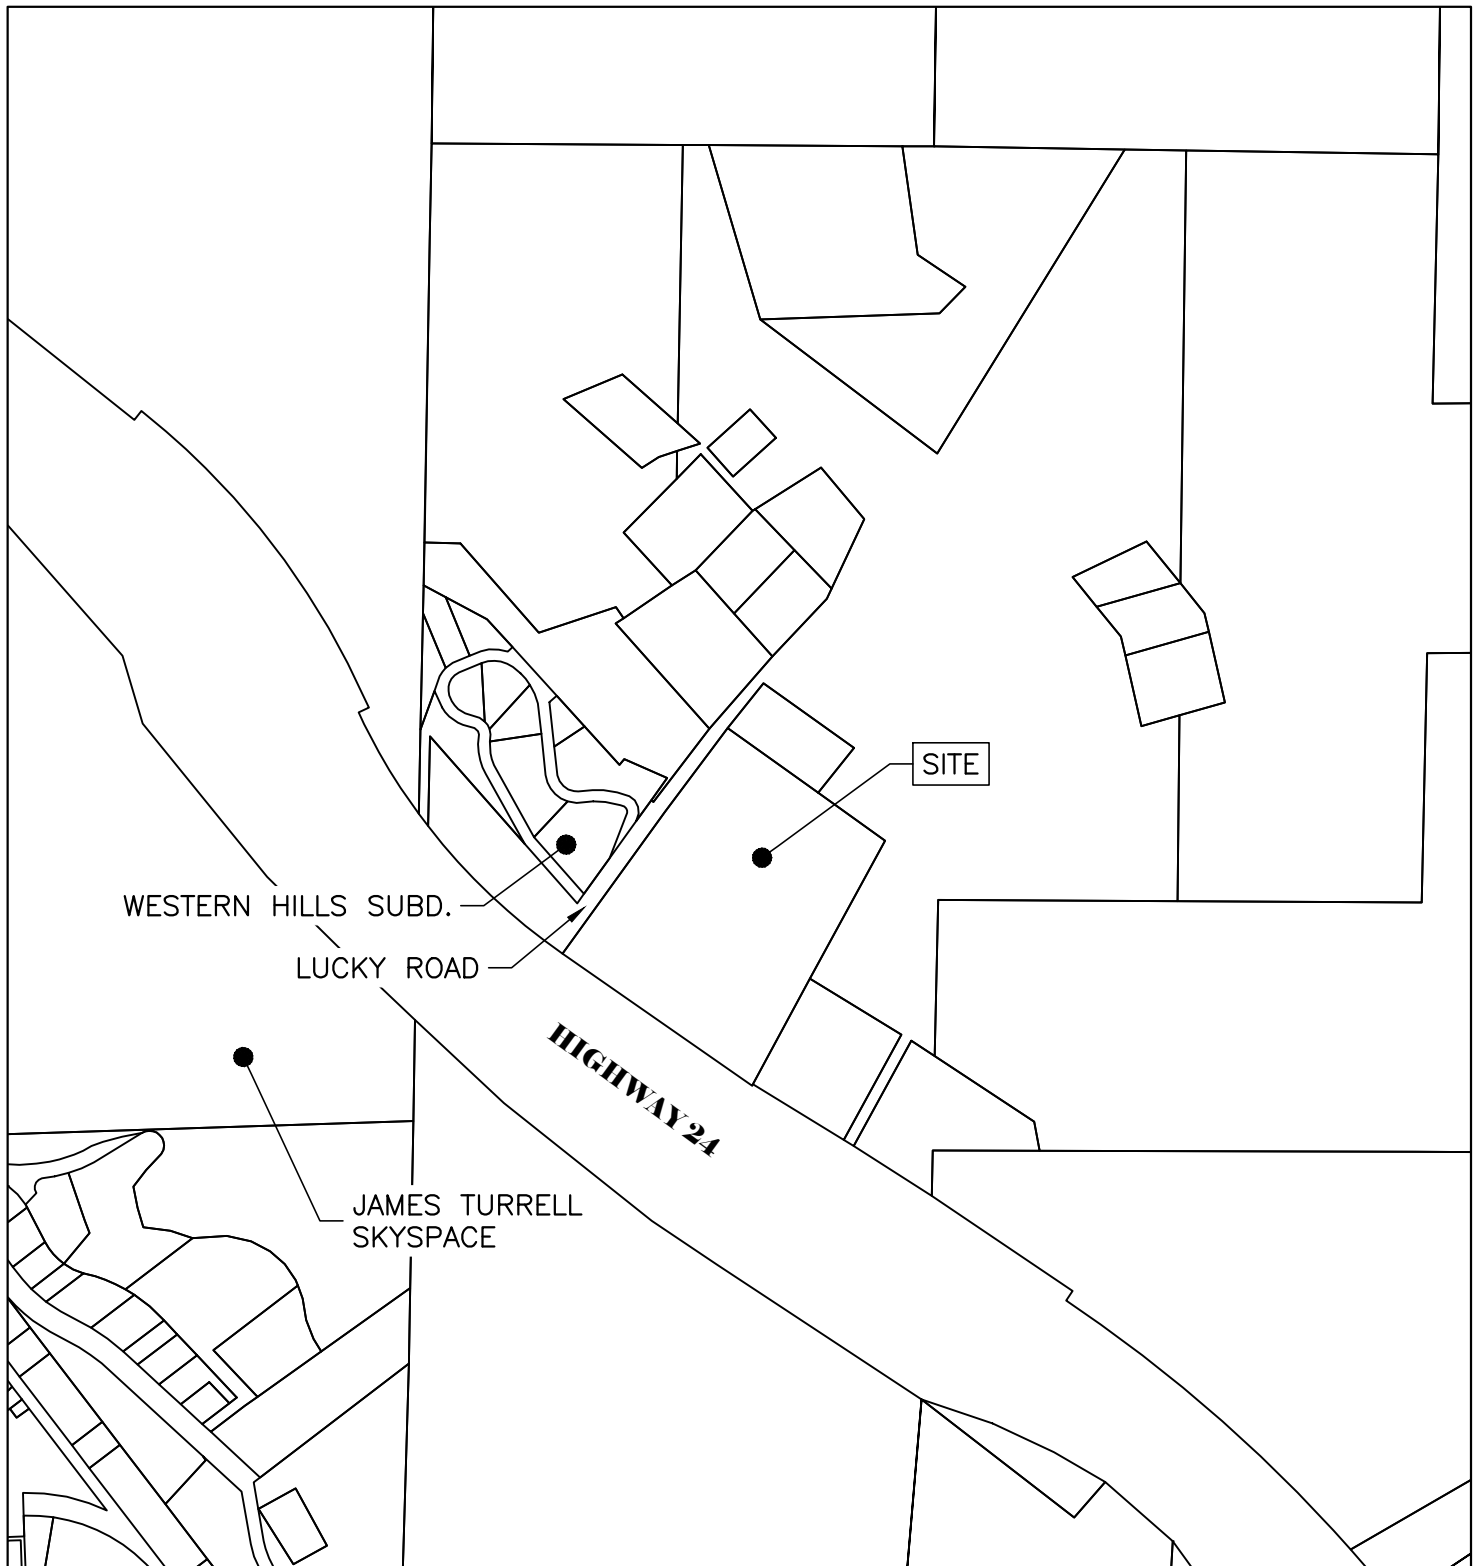 SITE
WESTERN HILLS SUBD.
LUCKY ROAD
HIGHWAY 24
JAMES TURRELL
SKYSPACE